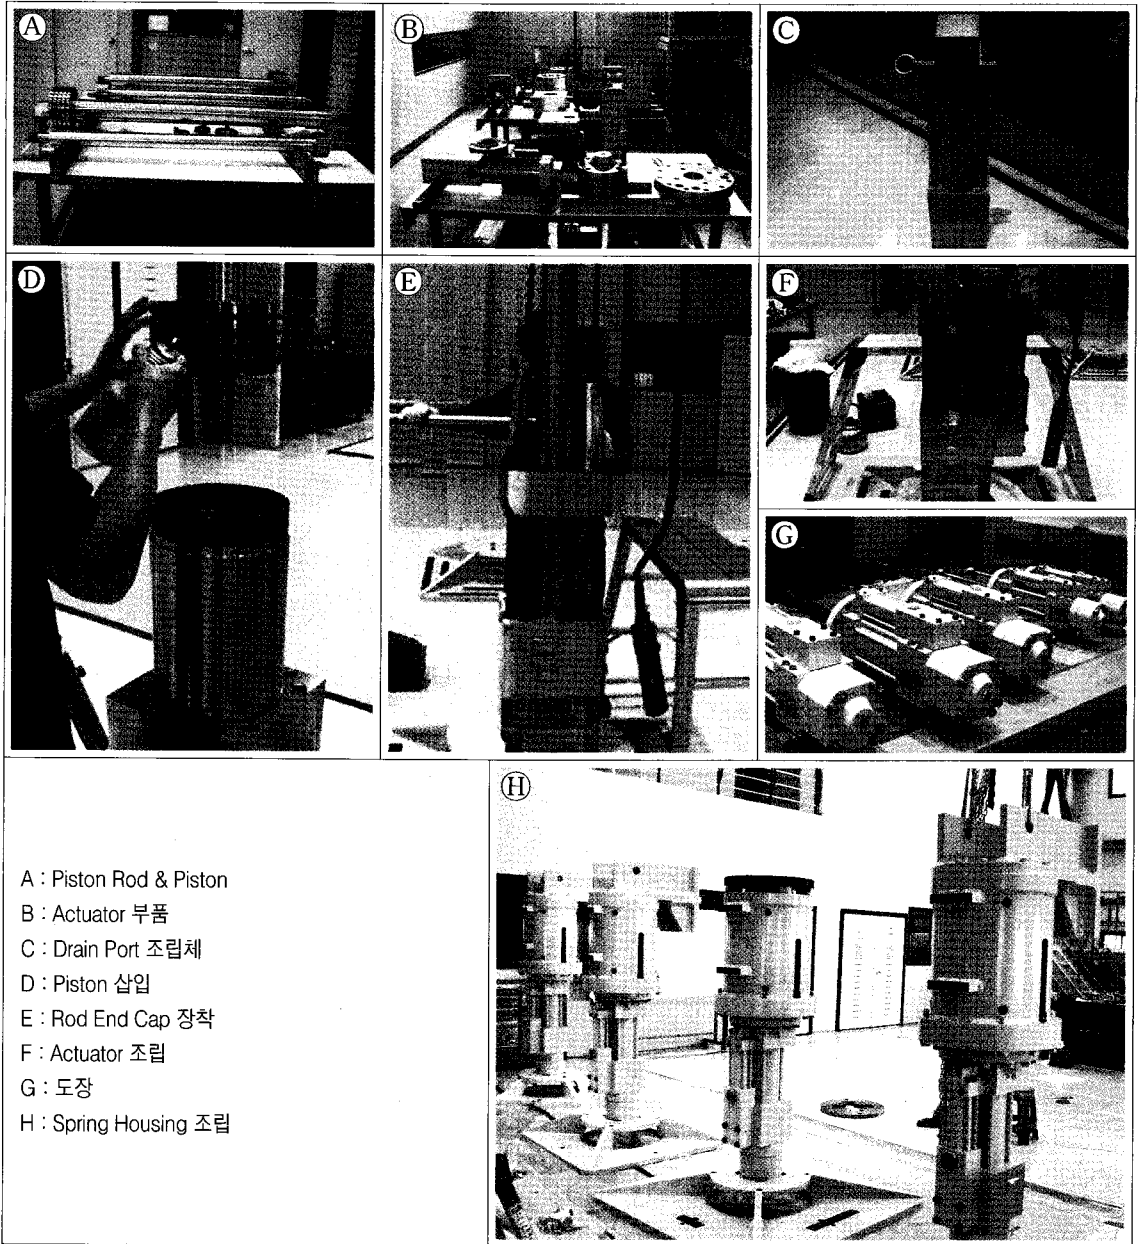 A
B
C
D
E
F
G
H
A : Piston Rod & Piston
B : Actuator 부품
C : Drain Port 조립체
D : Piston 삽입
E : Rod End Cap 장착
F : Actuator 조립
G : 도장
H : Spring Housing 조립